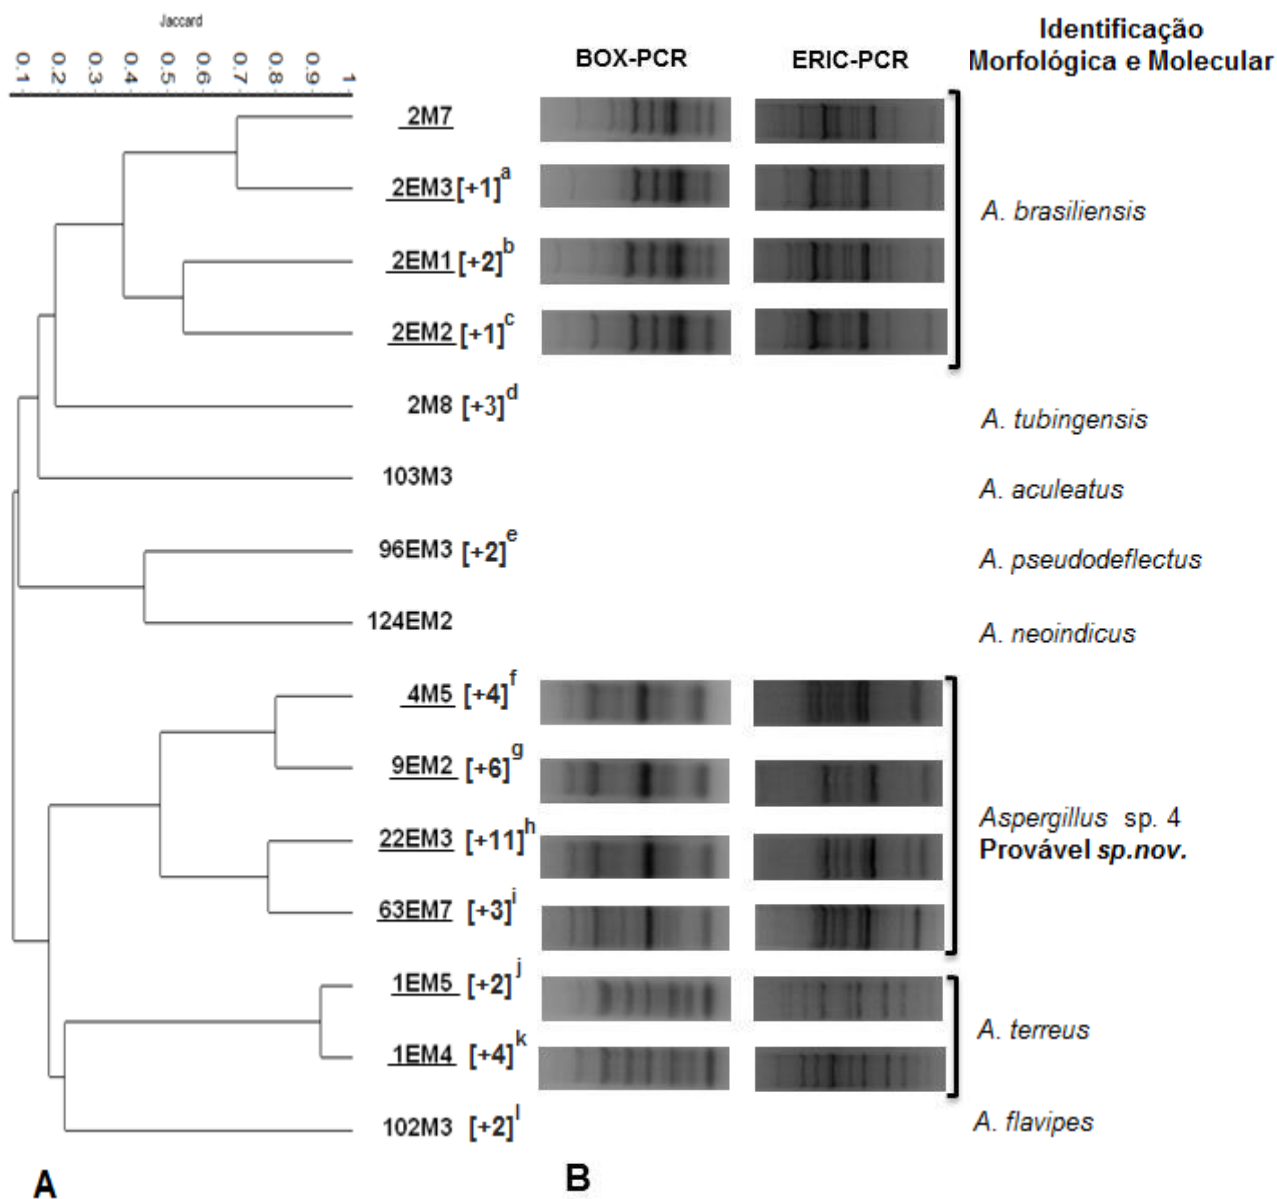 Jaccard
0.1 0.2 0.3 0.4 0.5 0.6 0.7 0.8 0.9 1
BOX-PCR
ERIC-PCR
Identificação
Morfológica e Molecular
2M7
2EM3 [+1]a
2EM1 [+2]b
2EM2 [+1]c
A. brasiliensis
2M8 [+3]d
A. tubingensis
103M3
A. aculeatus
96EM3 [+2]e
A. pseudodeflectus
124EM2
A. neoindicus
4M5 [+4]f
9EM2 [+6]g
22EM3 [+11]h
63EM7 [+3]i
Aspergillus sp. 4
Provável sp.nov.
1EM5 [+2]j
1EM4 [+4]k
A. terreus
102M3 [+2]l
A. flavipes
A
B